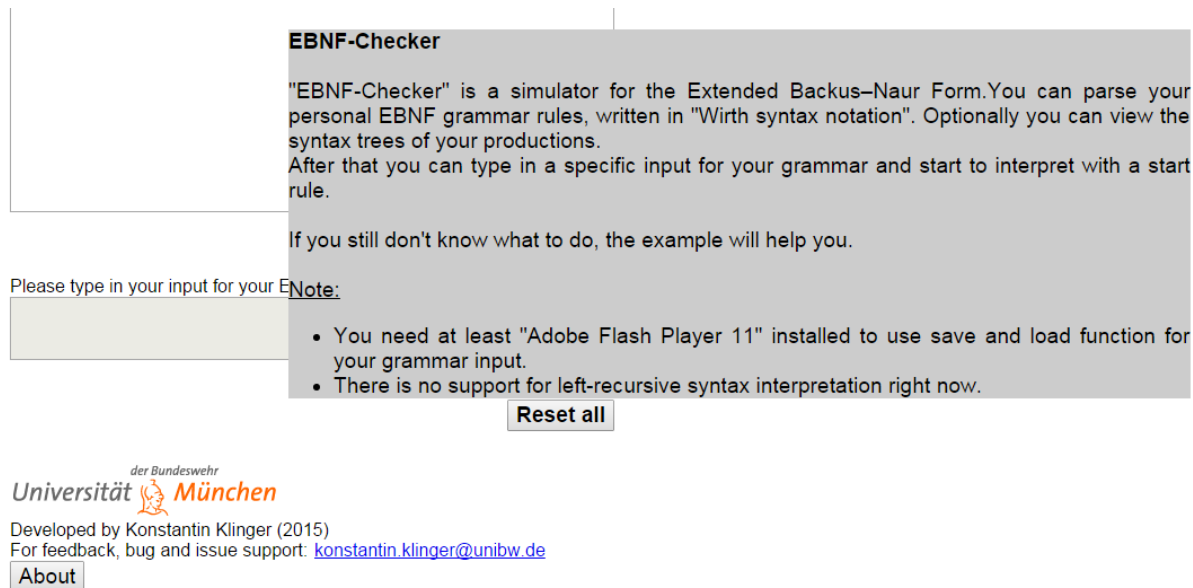 EBNF-Checker
"EBNF-Checker" is a simulator for the Extended Backus–Naur Form.You can parse your
personal EBNF grammar rules, written in "Wirth syntax notation". Optionally you can view the
syntax trees of your productions.
After that you can type in a specific input for your grammar and start to interpret with a start
rule.
If you still don't know what to do, the example will help you.
Please type in your input for your E
Note:
• You need at least "Adobe Flash Player 11" installed to use save and load function for
your grammar input.
• There is no support for left-recursive syntax interpretation right now.
Reset all
der Bundeswehr
Universität München
Developed by Konstantin Klinger (2015)
For feedback, bug and issue support: konstantin.klinger@unibw.de
About